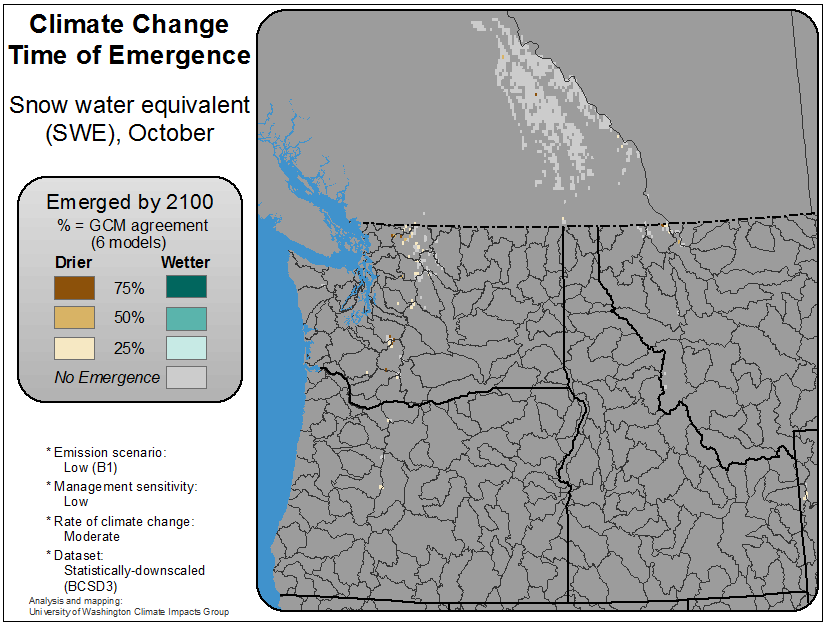 Climate Change
Time of Emergence
Snow water equivalent
(SWE), October
Emerged by 2100
% = GCM agreement
(6 models)
Drier Wetter
75%
50%
25%
No Emergence
* Emission scenario:
Low (B1)
* Management sensitivity:
Low
* Rate of climate change:
Moderate
* Dataset:
Statistically-downscaled
(BCSD3)
Analysis and mapping:
University of Washington Climate Impacts Group